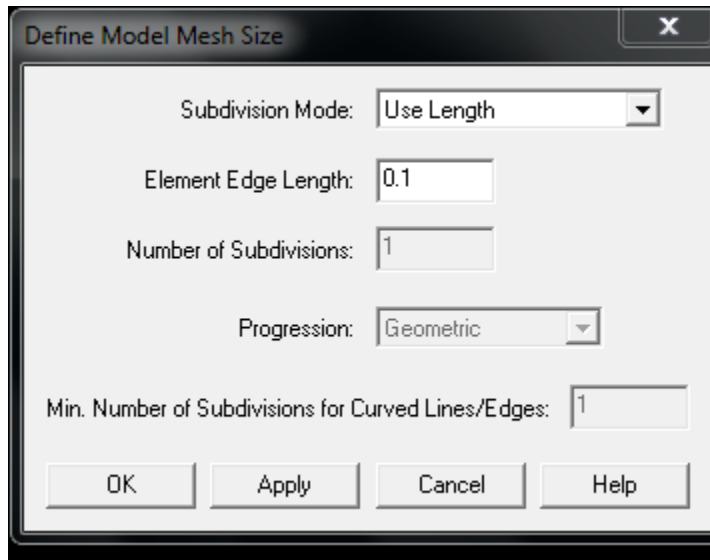 Define Model Mesh Size
x
Subdivision Mode: Use Length
Element Edge Length: 0.1
Number of Subdivisions: 1
Progression: Geometric
Min. Number of Subdivisions for Curved Lines/Edges: 1
OK Apply Cancel Help